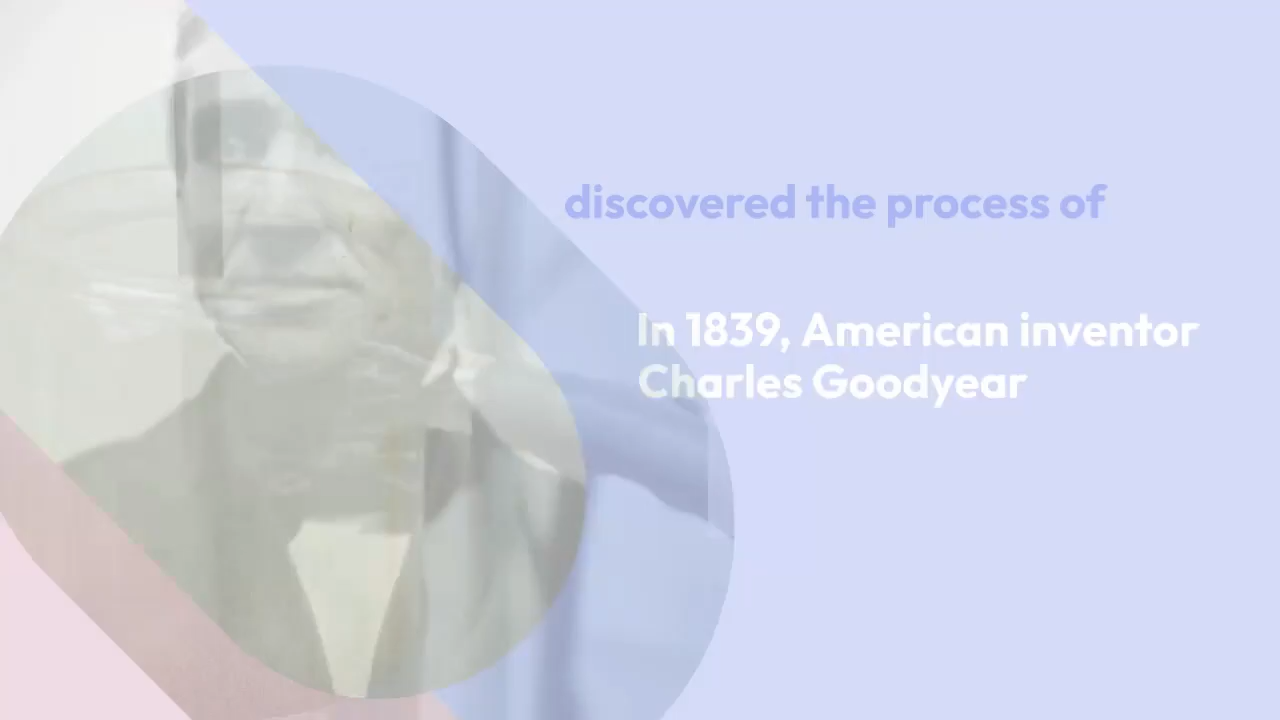 discovered the process of
In 1839, American inventor
Charles Goodyear